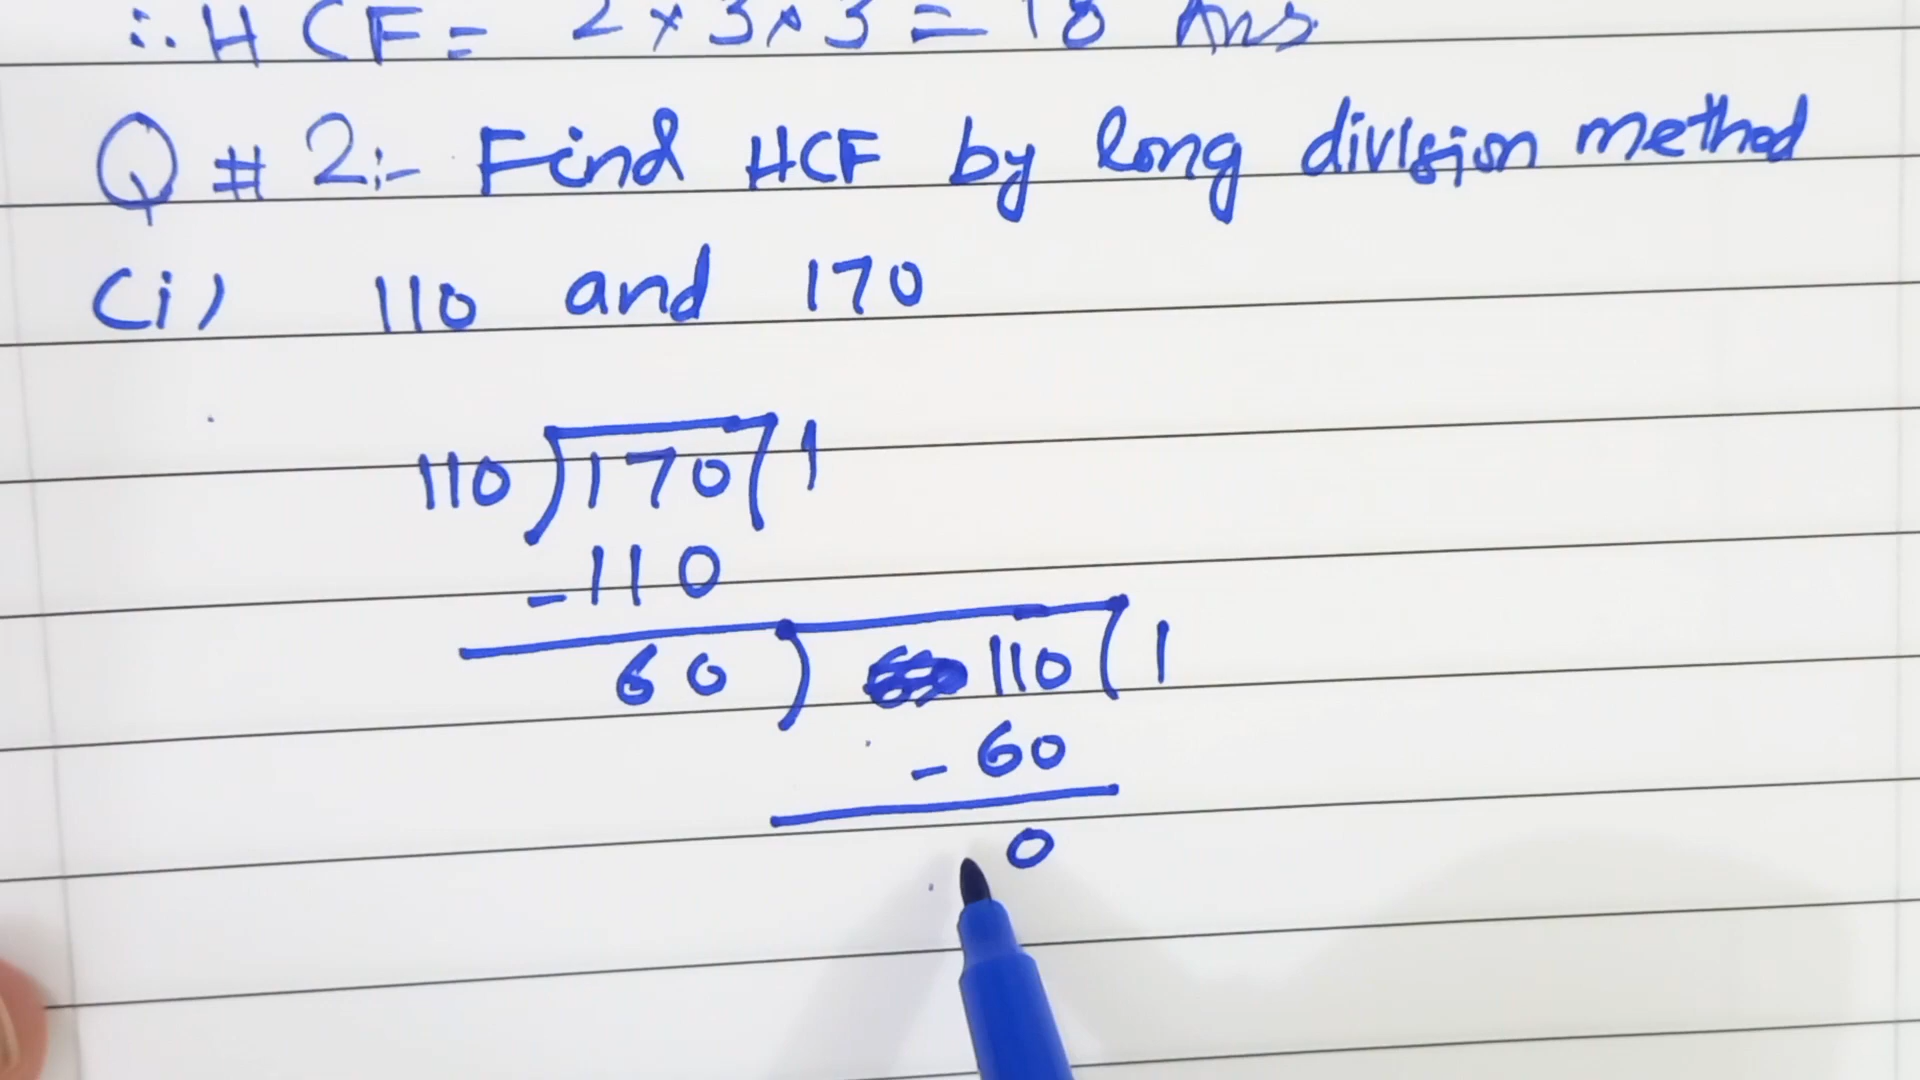 ∴ HCF = 2 × 3 × 3 = 18 Ans
Q # 2:- Find HCF by long division method
(i) 110 and 170
110 ) 170 ( 1
- 110
60 ) 110 ( 1
- 60
0